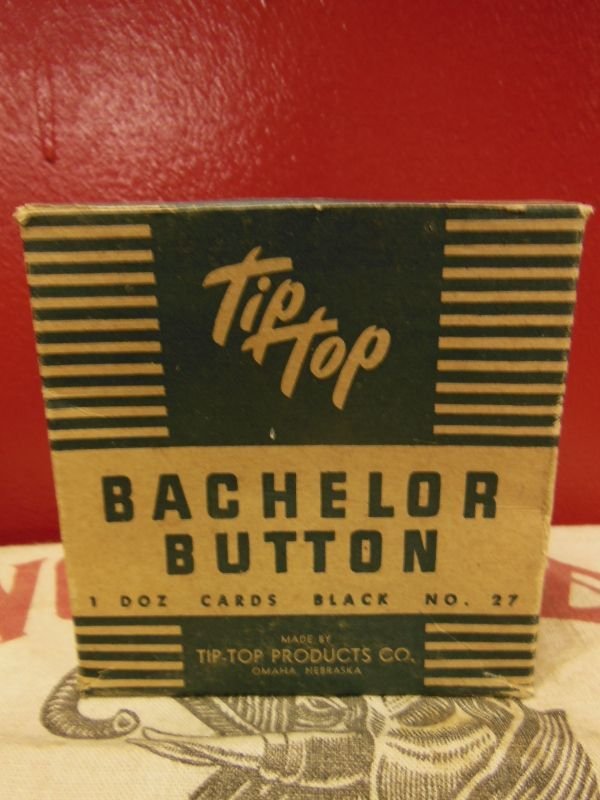 Tip
Top
BACHELOR
BUTTON
1 DOZ CARDS BLACK NO. 27
MADE BY
TIP-TOP PRODUCTS CO.
OMAHA, NEBRASKA